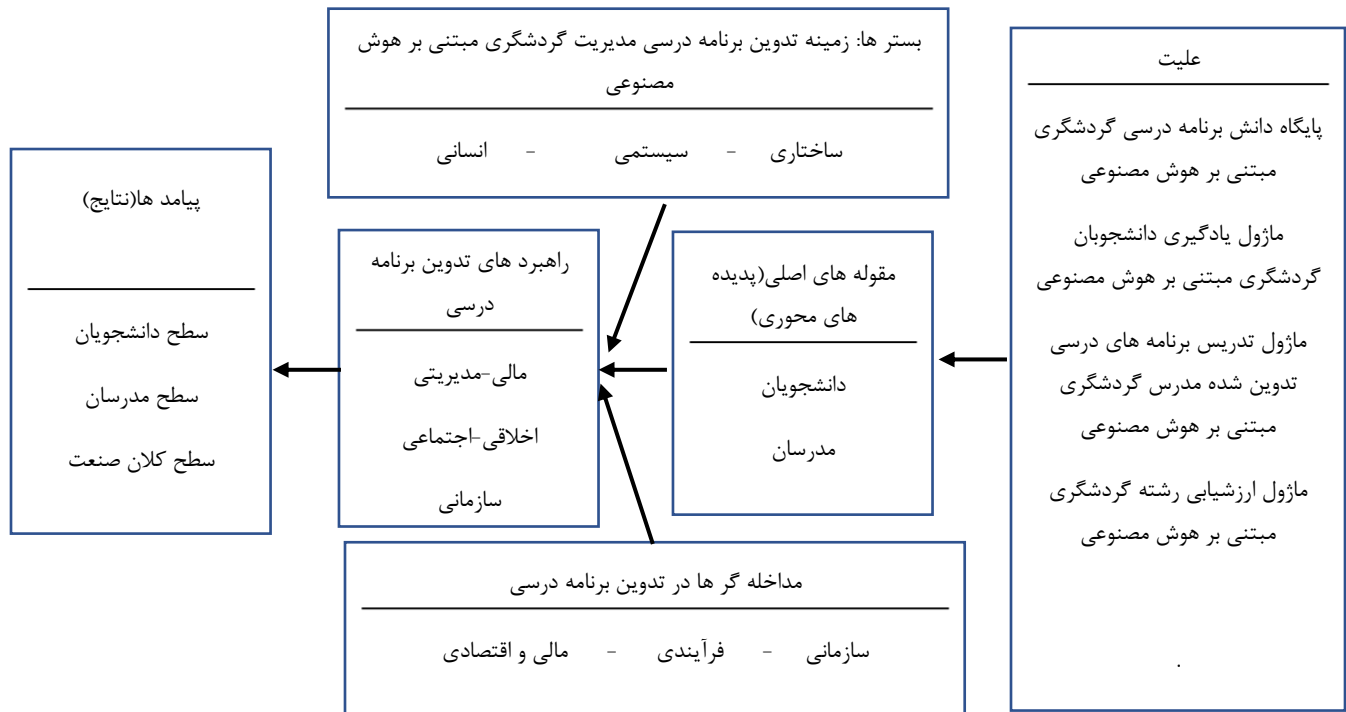 بستر ها: زمینه تدوین برنامه درسی مدیریت گردشگری مبتنی بر هوش
مصنوعی
ساختاری - سیستمی - انسانی
علیت
پایگاه دانش برنامه درسی گردشگری
مبتنی بر هوش مصنوعی
ماژول یادگیری دانشجوبان
گردشگری مبتنی بر هوش مصنوعی
ماژول تدریس برنامه های درسی
تدوین شده مدرس گردشگری
مبتنی بر هوش مصنوعی
ماژول ارزشیابی رشته گردشگری
مبتنی بر هوش مصنوعی
.
مقوله های اصلی(پدیده
های محوری)
دانشجویان
مدرسان
راهبرد های تدوین برنامه
درسی
مالی-مدیریتی
اخلاقی-اجتماعی
سازمانی
پیامد ها(نتایج)
سطح دانشجویان
سطح مدرسان
سطح کلان صنعت
مداخله گر ها در تدوین برنامه درسی
سازمانی - فرآیندی - مالی و اقتصادی